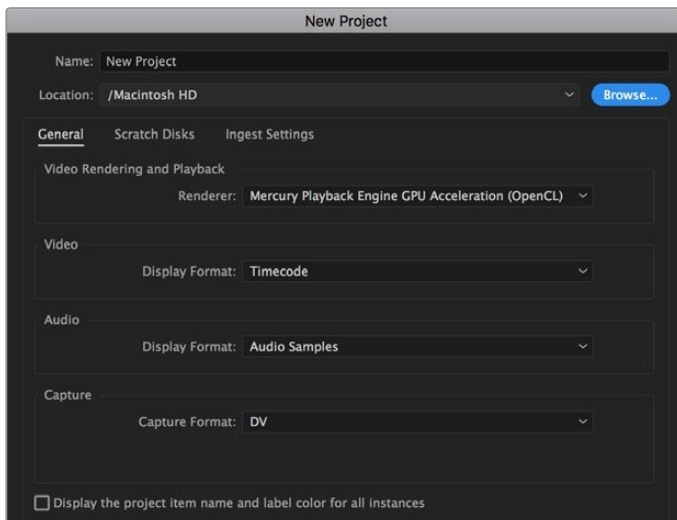 New Project
Name: New Project
Location: /Macintosh HD Browse...
General Scratch Disks Ingest Settings
Video Rendering and Playback
Renderer: Mercury Playback Engine GPU Acceleration (OpenCL)
Video
Display Format: Timecode
Audio
Display Format: Audio Samples
Capture
Capture Format: DV
Display the project item name and label color for all instances